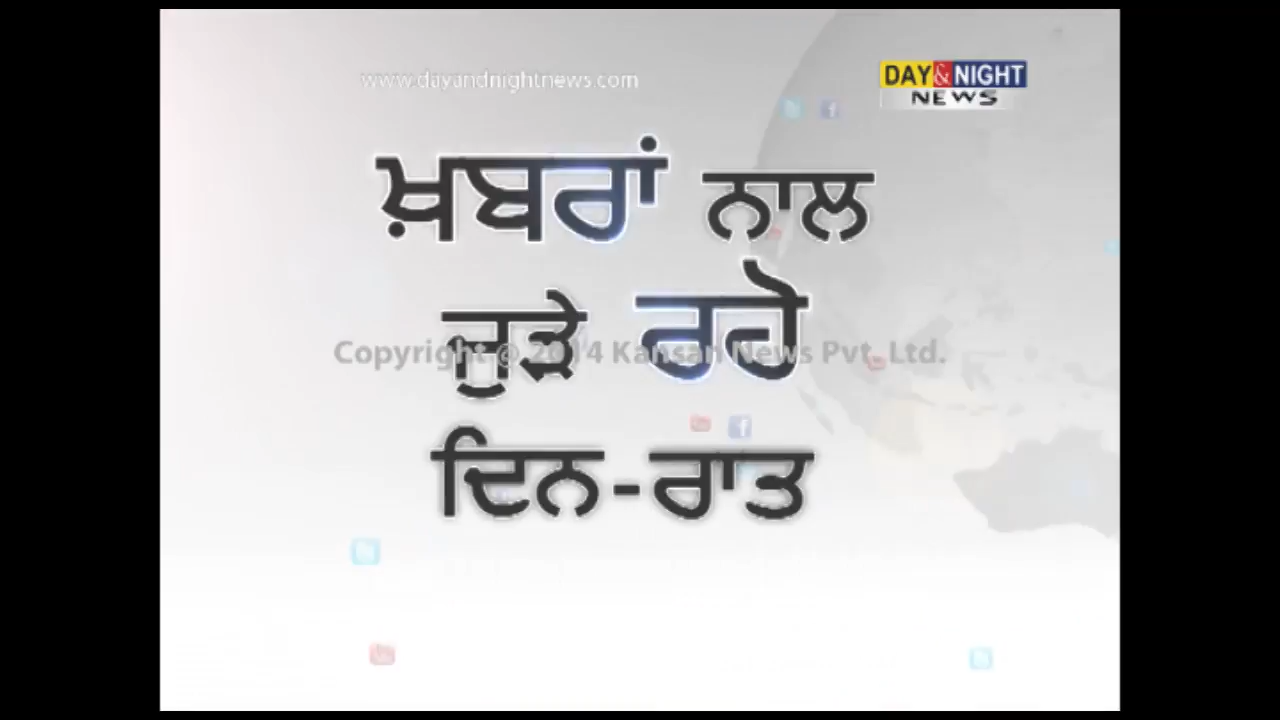 www.dayandnightnews.com
DAY&NIGHT
NEWS
ਖ਼ਬਰਾਂ ਨਾਲ
ਜੁੜੇ ਰਹੋ
Copyright @ 2014 Kansan News Pvt. Ltd.
ਦਿਨ-ਰਾਤ